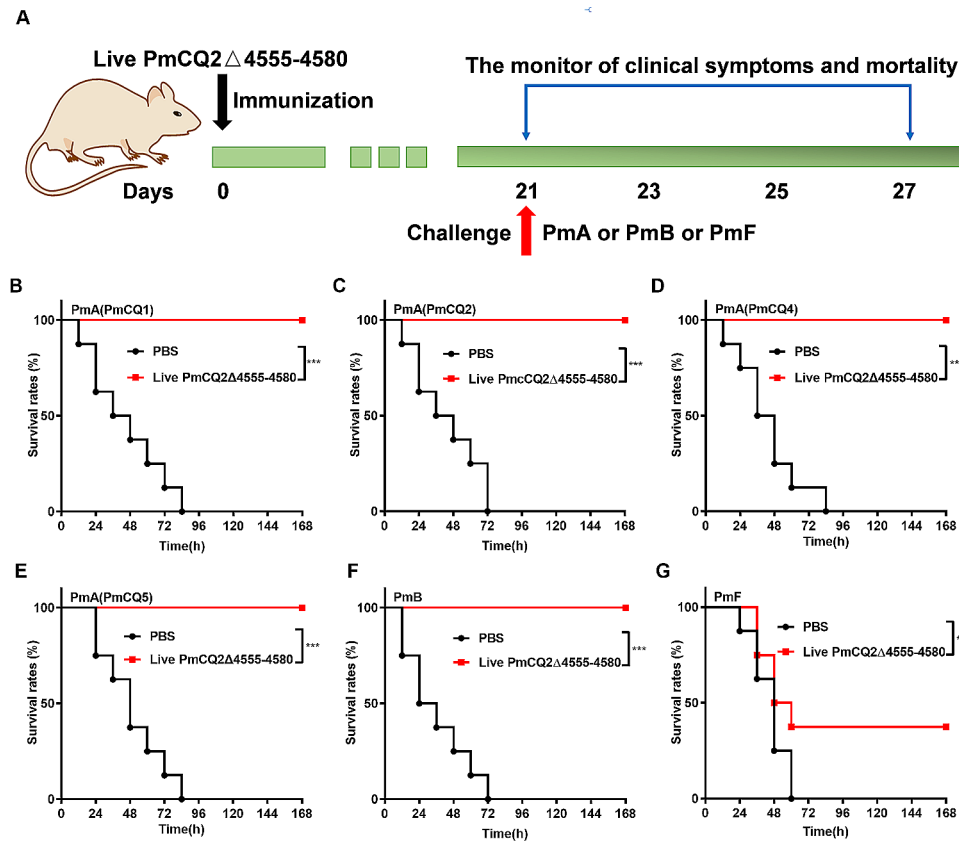 A
Live PmCQ2△4555-4580
Immunization
The monitor of clinical symptoms and mortality
Days 0 21 23 25 27
Challenge PmA or PmB or PmF
B
PmA(PmCQ1)
100
50
0
Survival rates (%)
PBS
Live PmCQ2Δ4555-4580
***
0 24 48 72 96 120 144 168
Time(h)
C
PmA(PmCQ2)
100
50
0
Survival rates (%)
PBS
Live PmcCQ2Δ4555-4580
***
0 24 48 72 96 120 144 168
Time(h)
D
PmA(PmCQ4)
100
50
0
Survival rates (%)
PBS
Live PmCQ2Δ4555-4580
**
0 24 48 72 96 120 144 168
Time(h)
E
PmA(PmCQ5)
100
50
0
Survival rates (%)
PBS
Live PmCQ2Δ4555-4580
***
0 24 48 72 96 120 144 168
Time(h)
F
PmB
100
50
0
Survival rates (%)
PBS
Live PmCQ2Δ4555-4580
***
0 24 48 72 96 120 144 168
Time(h)
G
PmF
100
50
0
Survival rates (%)
PBS
Live PmCQ2Δ4555-4580
*
0 24 48 72 96 120 144 168
Time(h)